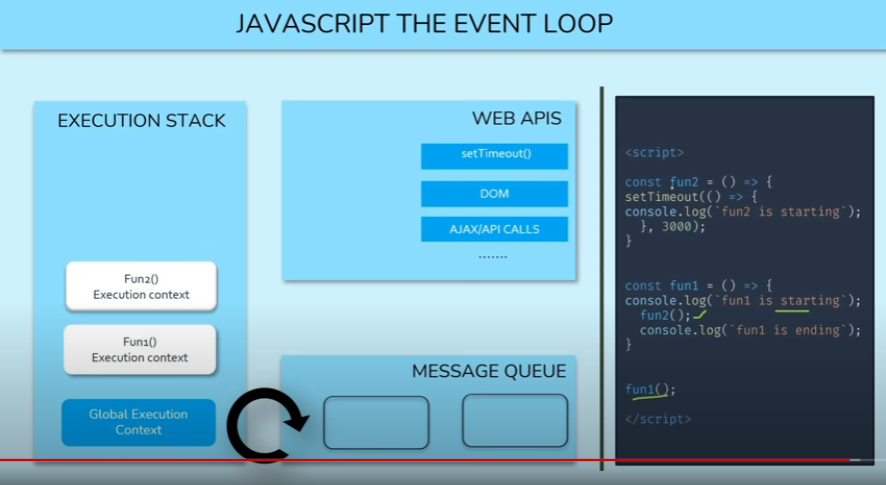 JAVASCRIPT THE EVENT LOOP
EXECUTION STACK
Fun2()
Execution context
Fun1()
Execution context
Global Execution
Context
WEB APIS
setTimeout()
DOM
AJAX/API CALLS
.......
MESSAGE QUEUE
<script>
const fun2 = () => {
setTimeout(() => {
console.log(`fun2 is starting`);
}, 3000);
}
const fun1 = () => {
console.log(`fun1 is starting`);
fun2();
console.log(`fun1 is ending`);
}
fun1();
</script>